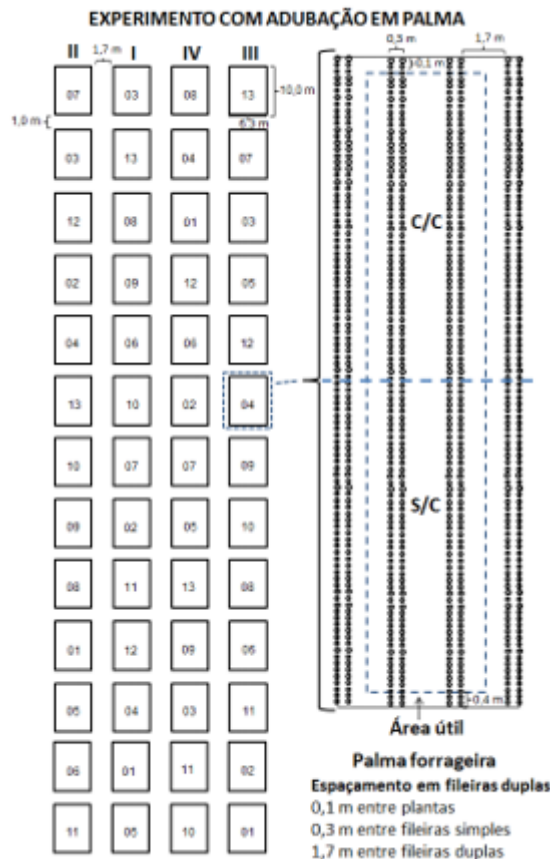 EXPERIMENTO COM ADUBAÇÃO EM PALMA
II 1,7 m I IV III
0,3 m 1,7 m
0,1 m
07 03 08 13
10,0 m
1,0 m
03 13 04 07
12 08 01 03
C/C
02 09 12 05
04 06 06 12
13 10 02 04
10 07 07 09
S/C
09 02 05 10
08 11 13 08
01 12 09 06
05 04 03 11
0,4 m
Área útil
06 01 11 02
11 05 10 01
Palma forrageira
Espaçamento em fileiras duplas
0,1 m entre plantas
0,3 m entre fileiras simples
1,7 m entre fileiras duplas